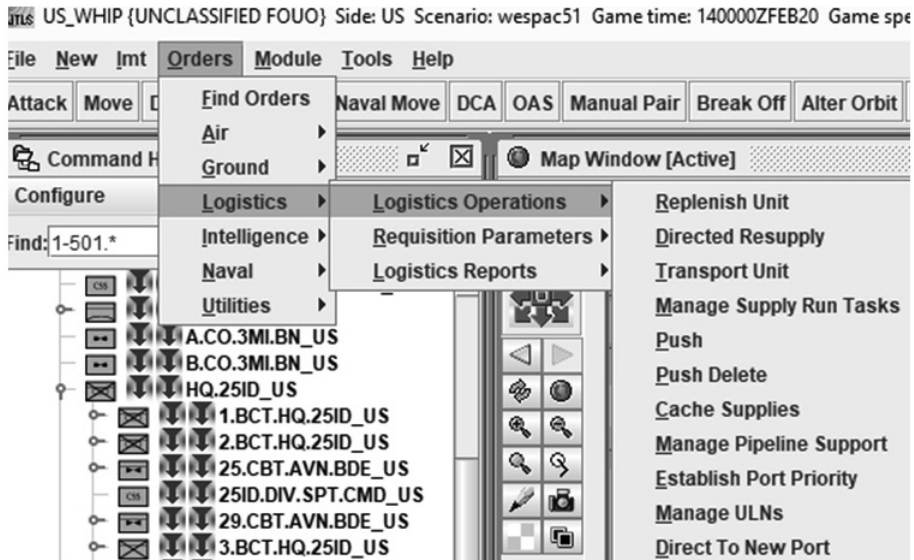 JTLS US_WHIP {UNCLASSIFIED FOUO} Side: US Scenario: wespac51 Game time: 140000ZFEB20 Game spe
File New Imt Orders Module Tools Help
Attack Move Naval Move DCA OAS Manual Pair Break Off Alter Orbit
Find Orders
Air
Ground
Logistics
Intelligence
Naval
Utilities
Logistics Operations
Requisition Parameters
Logistics Reports
Replenish Unit
Directed Resupply
Transport Unit
Manage Supply Run Tasks
Push
Push Delete
Cache Supplies
Manage Pipeline Support
Establish Port Priority
Manage ULNs
Direct To New Port
Command H
Configure
Find: 1-501.*
CSS
A.CO.3MI.BN_US
B.CO.3MI.BN_US
HQ.25ID_US
1.BCT.HQ.25ID_US
2.BCT.HQ.25ID_US
25.CBT.AVN.BDE_US
CSS 25ID.DIV.SPT.CMD_US
29.CBT.AVN.BDE_US
3.BCT.HQ.25ID_US
Map Window [Active]